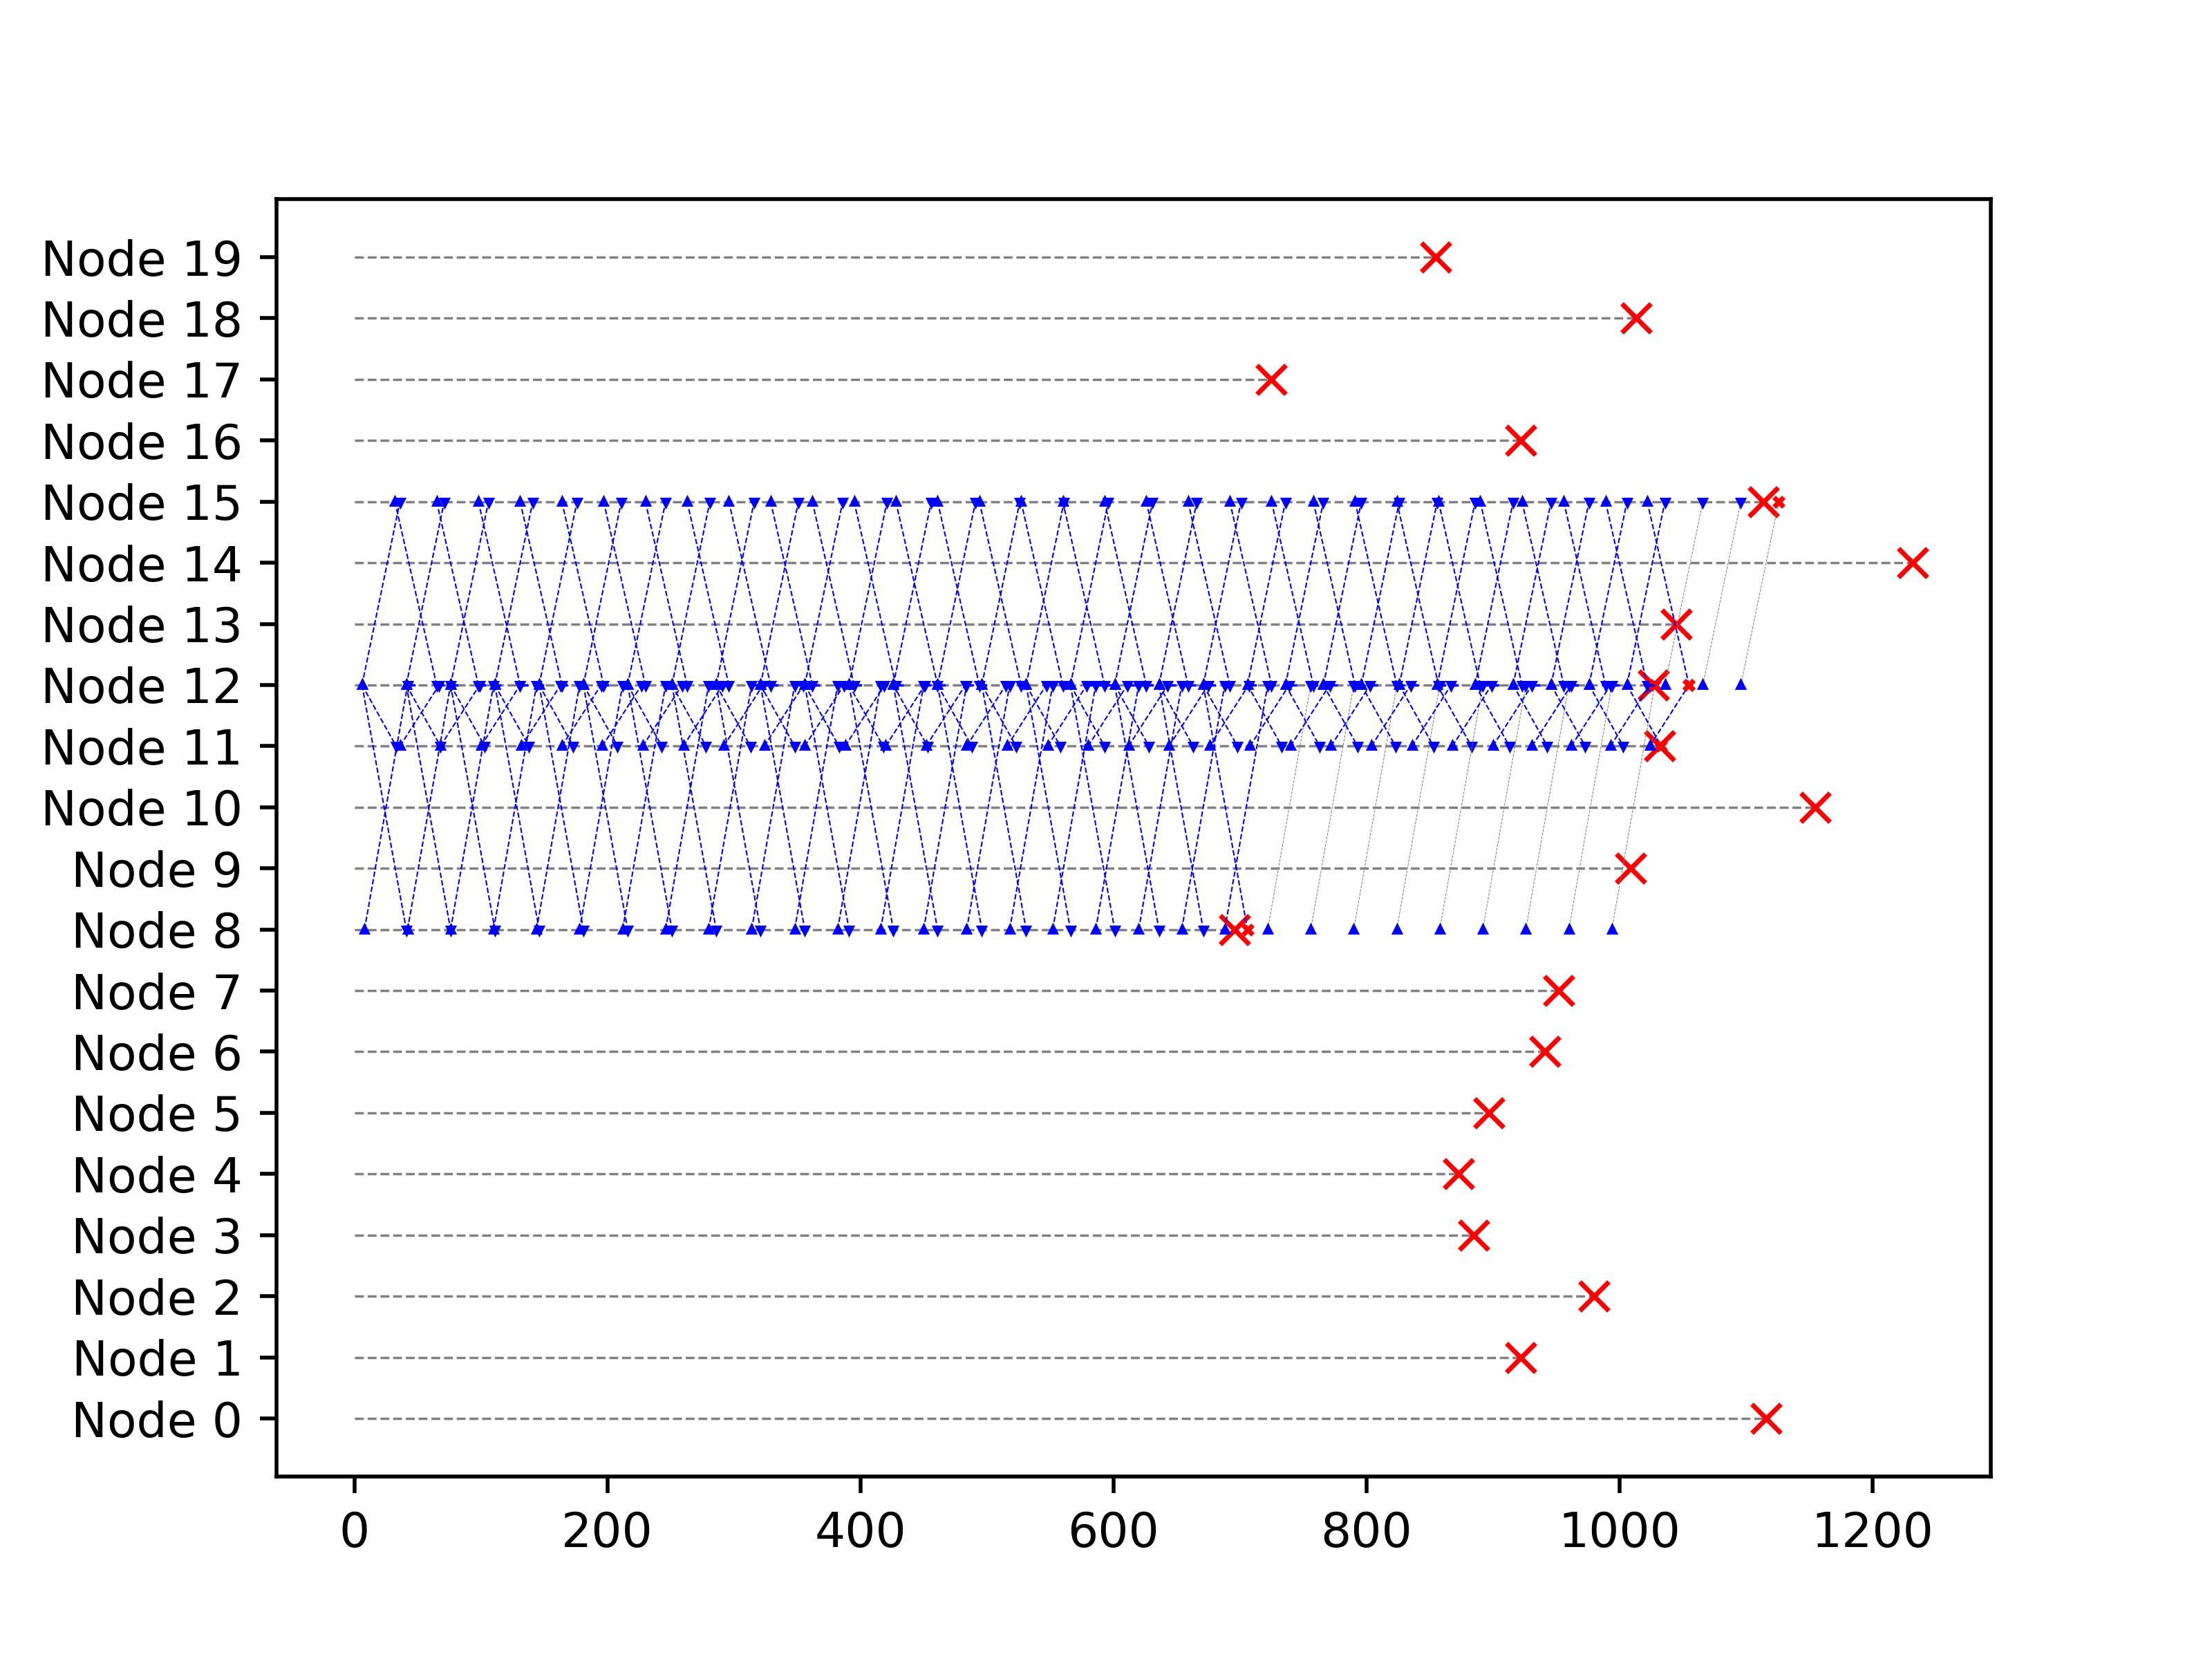 Node 19
Node 18
Node 17
Node 16
Node 15
Node 14
Node 13
Node 12
Node 11
Node 10
Node 9
Node 8
Node 7
Node 6
Node 5
Node 4
Node 3
Node 2
Node 1
Node 0
0 200 400 600 800 1000 1200